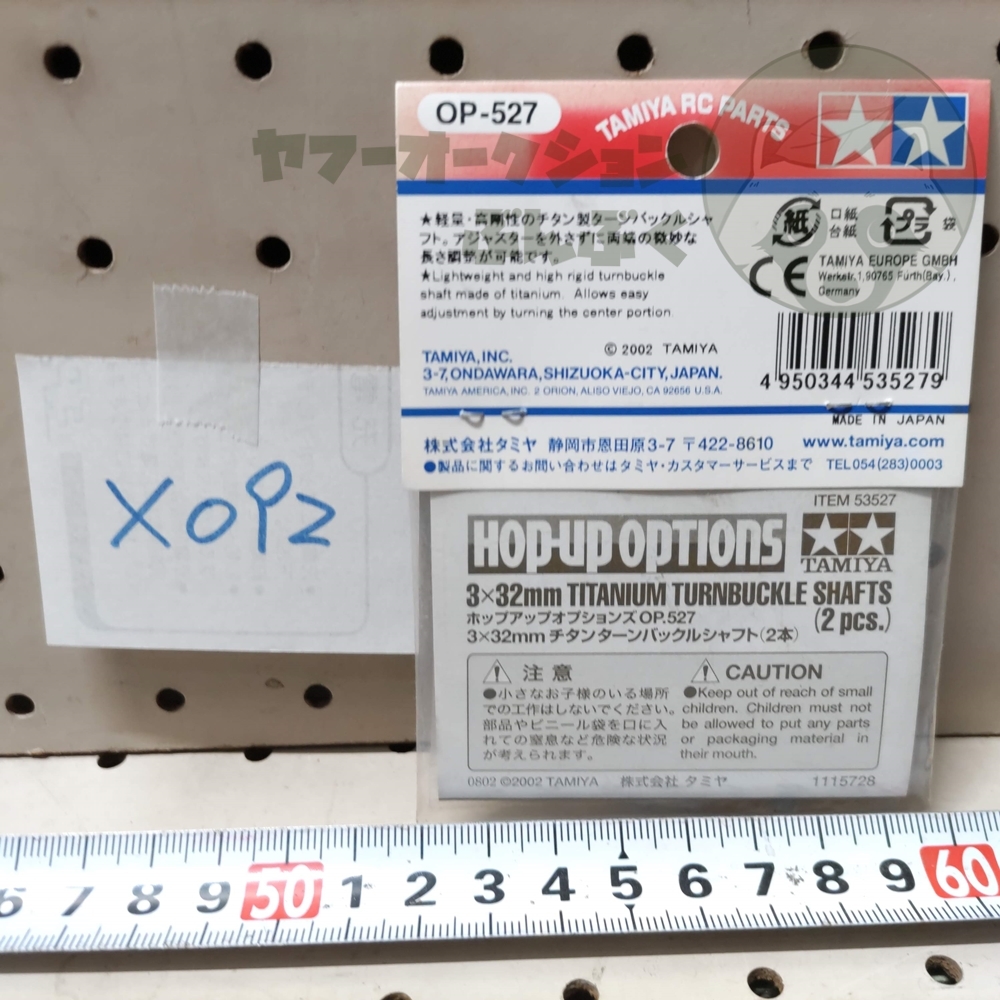 OP-527
TAMIYA RC PARTS
ヤフーオークション
★軽量・高剛性のチタン製ターンバックルシャ
フト。アジャスターを外さずに両端の微妙な
長さ調整が可能です。
★Lightweight and high rigid turnbuckle
shaft made of titanium. Allows easy
adjustment by turning the center portion.
紙
口紙
台紙
プラ
袋
CE
TAMIYA EUROPE GMBH
Werkstr.1,90765 Fürth(Bay.),
Germany
© 2002 TAMIYA
TAMIYA, INC.
3-7, ONDAWARA, SHIZUOKA-CITY, JAPAN.
TAMIYA AMERICA, INC. 2 ORION, ALISO VIEJO, CA 92656 U.S.A.
4 950344 535279
MADE IN JAPAN
株式会社タミヤ 静岡市恩田原3-7 〒422-8610
www.tamiya.com
●製品に関するお問い合わせはタミヤ・カスタマーサービスまで TEL054(283)0003
X092
ITEM 53527
HOP-UP OPTIONS
TAMIYA
3×32mm TITANIUM TURNBUCKLE SHAFTS
(2 pcs.)
ホップアップオプションズ OP.527
3×32mm チタンターンバックルシャフト(2本)
注意
●小さなお子様のいる場所
での工作はしないでください。
部品やビニール袋を口に入
れての窒息など危険な状況
が考えられます。
CAUTION
●Keep out of reach of small
children. Children must not
be allowed to put any parts
or packaging material in
their mouth.
0802 ©2002 TAMIYA 株式会社 タミヤ 1115728
6 7 8 9 50 1 2 3 4 5 6 7 8 9 60